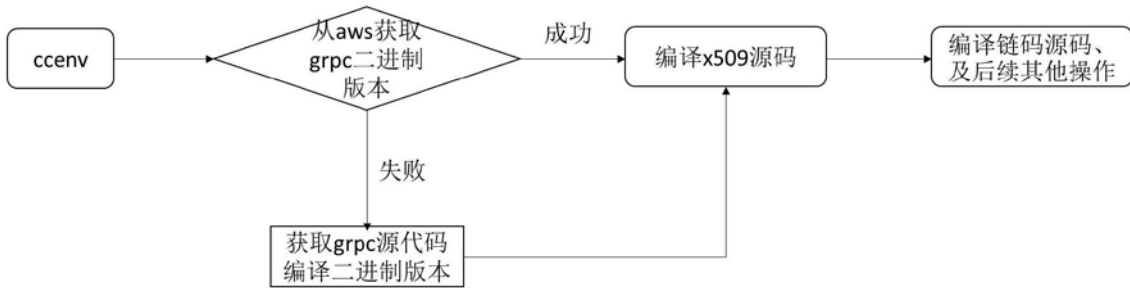 ccenv
从aws获取
grpc二进制
版本
成功
编译x509源码
编译链码源码、
及后续其他操作
失败
获取grpc源代码
编译二进制版本